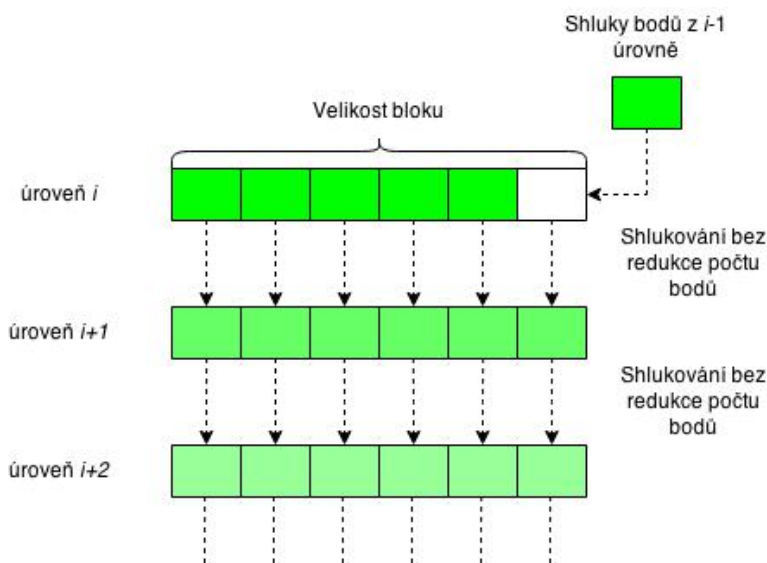 Shluky bodů z i-1
úrovně
Velikost bloku
úroveň i
Shlukování bez
redukce počtu
bodů
úroveň i+1
Shlukování bez
redukce počtu
bodů
úroveň i+2